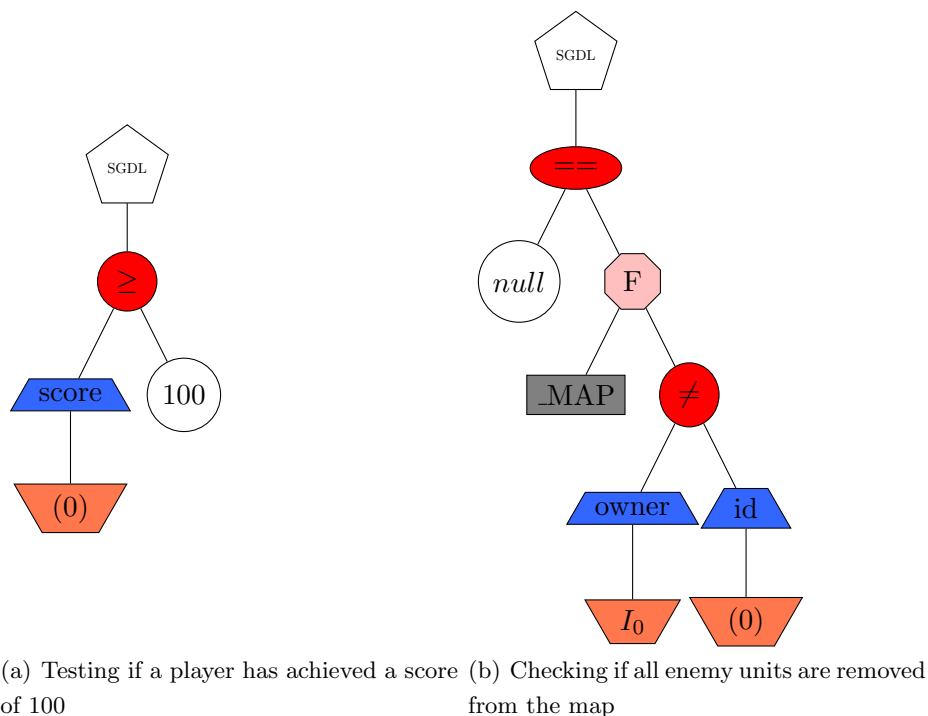 SGDL
≥
score
100
(0)
(a) Testing if a player has achieved a score
of 100
SGDL
==
null
F
_MAP
≠
owner
id
I₀
(0)
(b) Checking if all enemy units are removed
from the map